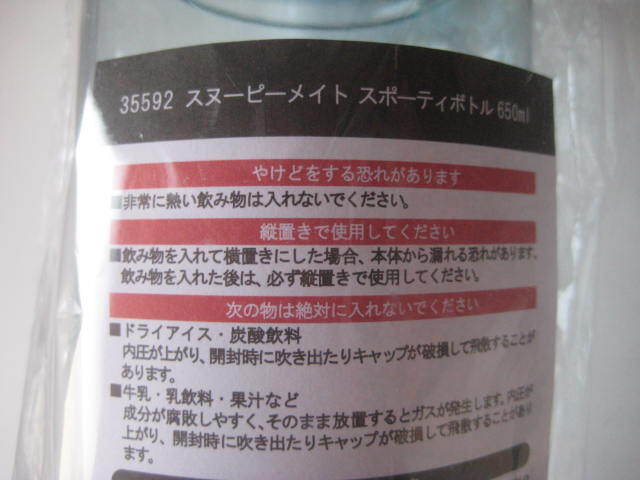 35592 スヌーピーメイト スポーティボトル 650ml
やけどをする恐れがあります
■非常に熱い飲み物は入れないでください。
縦置きで使用してください
■飲み物を入れて横置きにした場合、本体から漏れる恐れがあります。
飲み物を入れた後は、必ず縦置きで使用してください。
次の物は絶対に入れないでください
■ドライアイス・炭酸飲料
内圧が上がり、開封時に吹き出たりキャップが破損して飛散することが
あります。
■牛乳・乳飲料・果汁など
成分が腐敗しやすく、そのまま放置するとガスが発生します。内圧が
上がり、開封時に吹き出たりキャップが破損して飛散することがあり
ます。